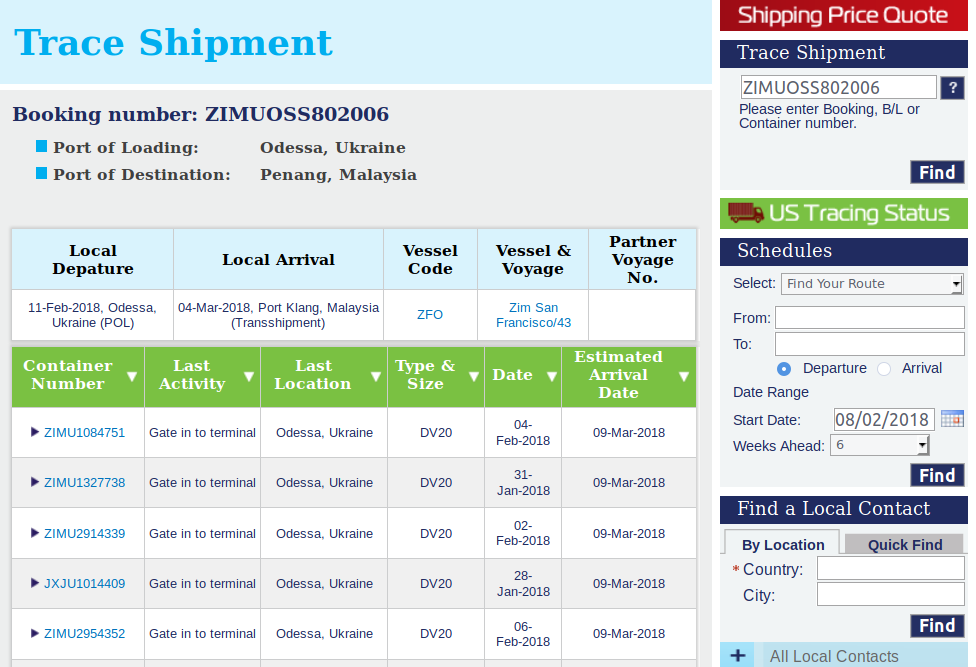 Trace Shipment
Booking number: ZIMUOSS802006
Port of Loading: Odessa, Ukraine
Port of Destination: Penang, Malaysia
Local Depature Local Arrival Vessel Code Vessel & Voyage Partner Voyage No.
11-Feb-2018, Odessa, Ukraine (POL) 04-Mar-2018, Port Klang, Malaysia (Transshipment) ZFO Zim San Francisco/43
Container Number Last Activity Last Location Type & Size Date Estimated Arrival Date
ZIMU1084751 Gate in to terminal Odessa, Ukraine DV20 04-Feb-2018 09-Mar-2018
ZIMU1327738 Gate in to terminal Odessa, Ukraine DV20 31-Jan-2018 09-Mar-2018
ZIMU2914339 Gate in to terminal Odessa, Ukraine DV20 02-Feb-2018 09-Mar-2018
JXJU1014409 Gate in to terminal Odessa, Ukraine DV20 28-Jan-2018 09-Mar-2018
ZIMU2954352 Gate in to terminal Odessa, Ukraine DV20 06-Feb-2018 09-Mar-2018
Shipping Price Quote
Trace Shipment
ZIMUOSS802006 ?
Please enter Booking, B/L or
Container number.
Find
US Tracing Status
Schedules
Select: Find Your Route
From:
To:
Departure Arrival
Date Range
Start Date: 08/02/2018
Weeks Ahead: 6
Find
Find a Local Contact
By Location Quick Find
* Country:
City:
Find
+ All Local Contacts